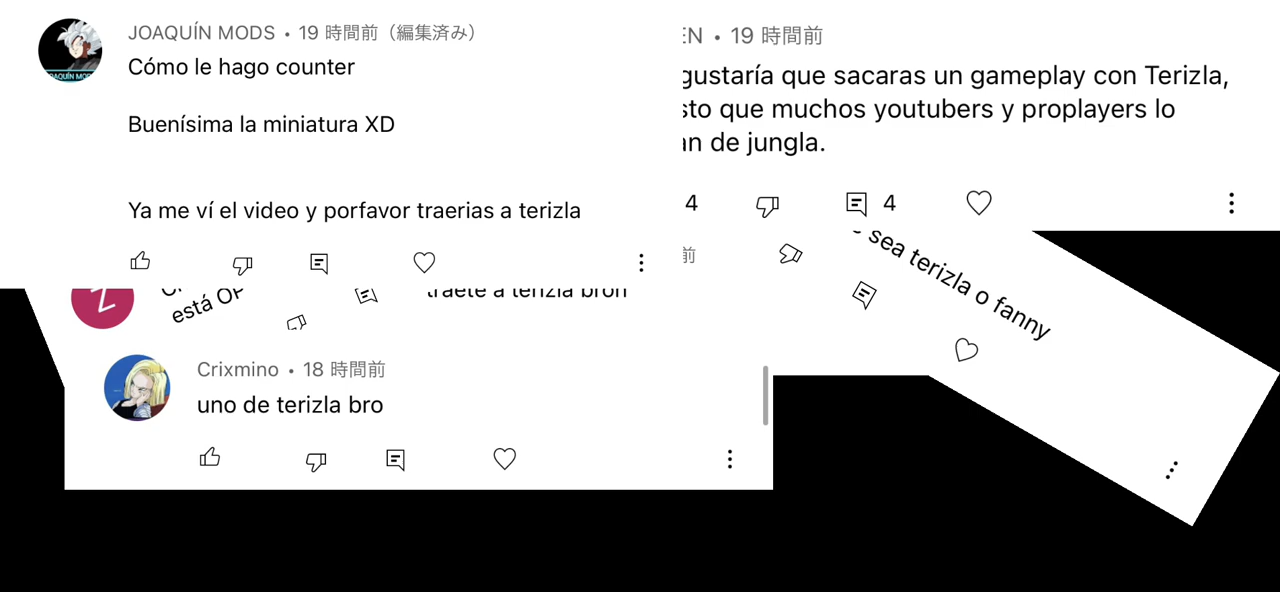 JOAQUÍN MODS • 19 時間前（編集済み）
Cómo le hago counter
Buenísima la miniatura XD
Ya me ví el video y porfavor traerias a terizla
EN • 19 時間前
gustaría que sacaras un gameplay con Terizla,
que muchos youtubers y proplayers lo
de jungla.
4
4
前
sea terizla o fanny
Z
está OP
traete a terizla bron
Crixmino • 18 時間前
uno de terizla bro